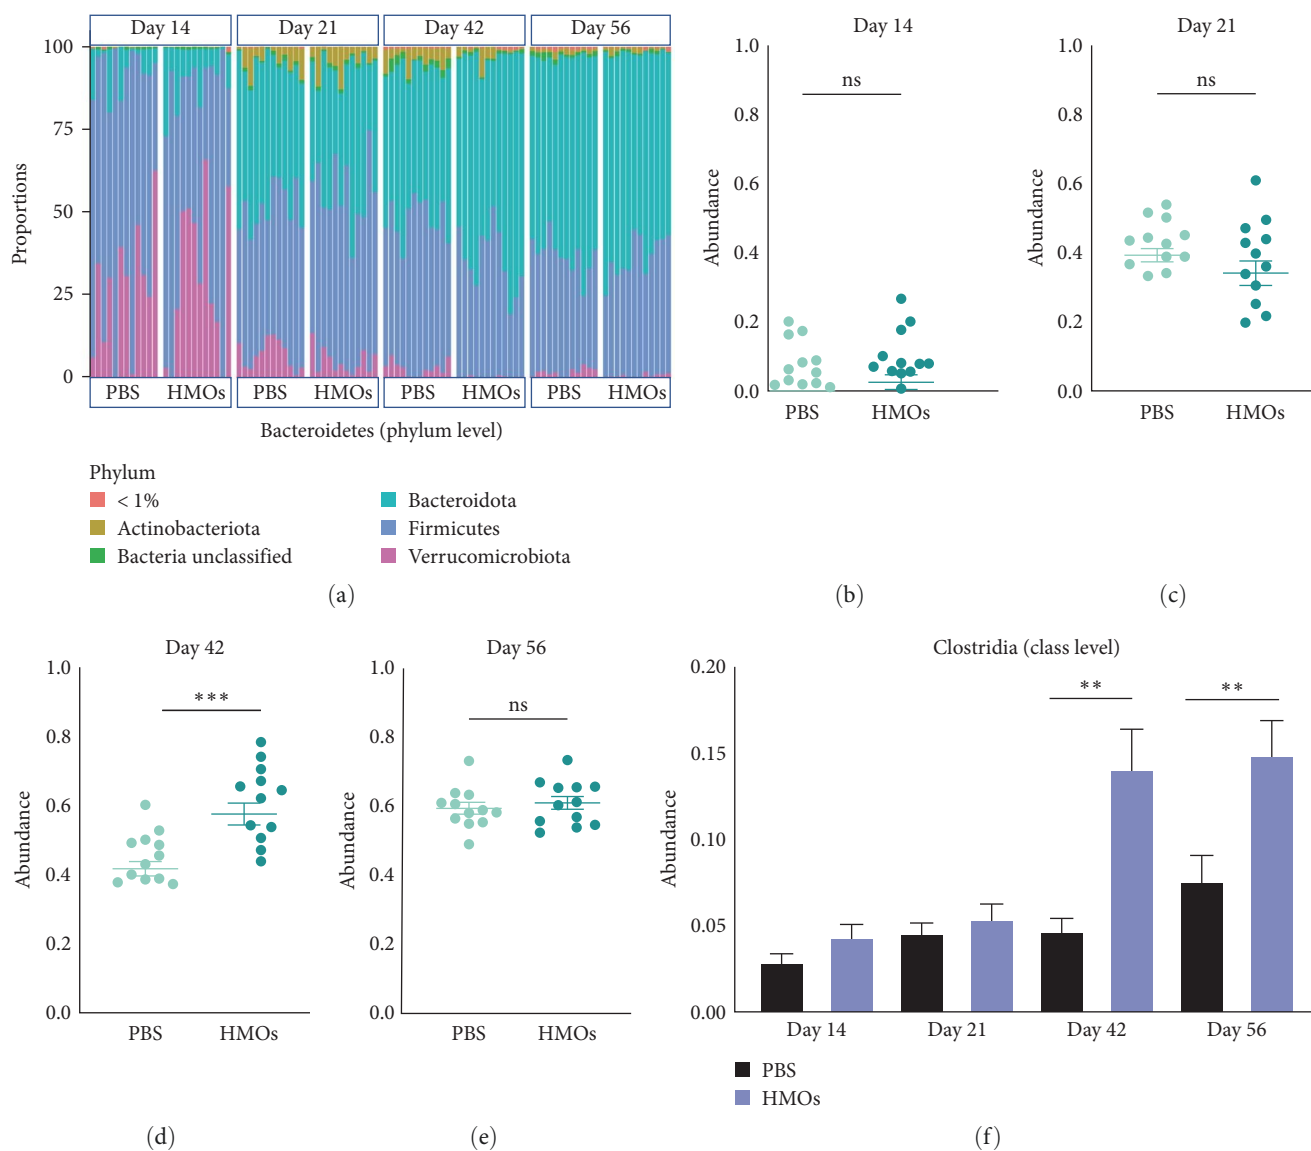 Day 14 Day 21 Day 42 Day 56
100
75
50
25
0
Proportions
PBS HMOs PBS HMOs PBS HMOs PBS HMOs
Bacteroidetes (phylum level)
Phylum
< 1%
Actinobacteriota
Bacteria unclassified
Bacteroidota
Firmicutes
Verrucomicrobiota
(a)
Day 14
1.0
0.8
0.6
0.4
0.2
0.0
Abundance
ns
PBS HMOs
(b)
Day 21
1.0
0.8
0.6
0.4
0.2
0.0
Abundance
ns
PBS HMOs
(c)
Day 42
1.0
0.8
0.6
0.4
0.2
0.0
Abundance
***
PBS HMOs
(d)
Day 56
1.0
0.8
0.6
0.4
0.2
0.0
Abundance
ns
PBS HMOs
(e)
Clostridia (class level)
0.20
0.15
0.10
0.05
0.00
Abundance
** **
Day 14 Day 21 Day 42 Day 56
PBS
HMOs
(f)